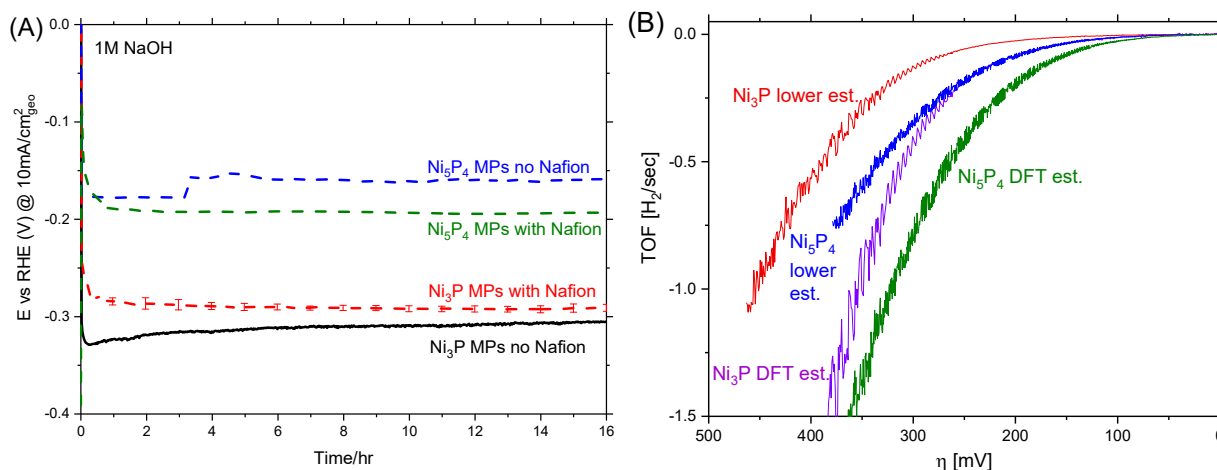 (A)
1M NaOH
E vs RHE (V) @ 10mA/cm²geo
0.0
-0.1
-0.2
-0.3
-0.4
Ni₅P₄ MPs no Nafion
Ni₅P₄ MPs with Nafion
Ni₃P MPs with Nafion
Ni₃P MPs no Nafion
0 2 4 6 8 10 12 14 16
Time/hr
(B)
TOF [H₂/sec]
0.0
-0.5
-1.0
-1.5
Ni₃P lower est.
Ni₅P₄ DFT est.
Ni₅P₄
lower
est.
Ni₃P DFT est.
500 400 300 200 100 0
η [mV]